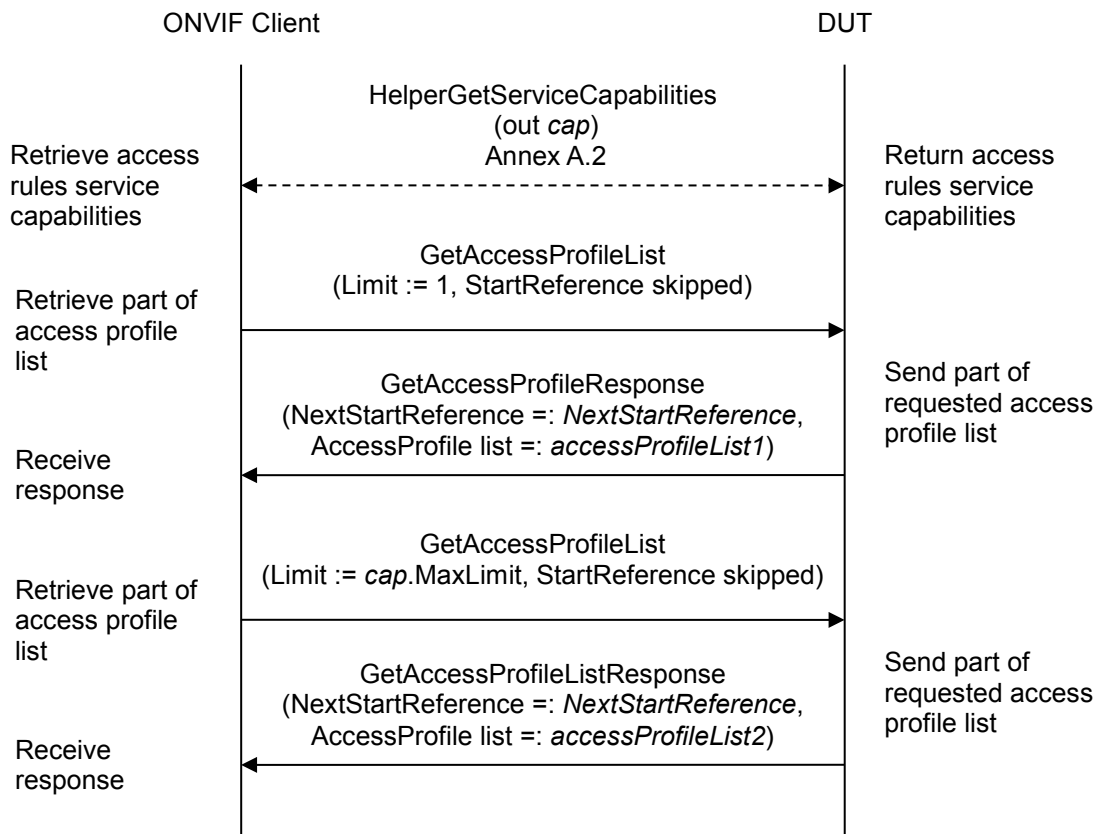 ONVIF Client
DUT
HelperGetServiceCapabilities
(out cap)
Annex A.2
Retrieve access
rules service
capabilities
Return access
rules service
capabilities
GetAccessProfileList
(Limit := 1, StartReference skipped)
Retrieve part of
access profile
list
GetAccessProfileResponse
(NextStartReference =: NextStartReference,
AccessProfile list =: accessProfileList1)
Send part of
requested access
profile list
Receive
response
GetAccessProfileList
(Limit := cap.MaxLimit, StartReference skipped)
Retrieve part of
access profile
list
GetAccessProfileListResponse
(NextStartReference =: NextStartReference,
AccessProfile list =: accessProfileList2)
Send part of
requested access
profile list
Receive
response